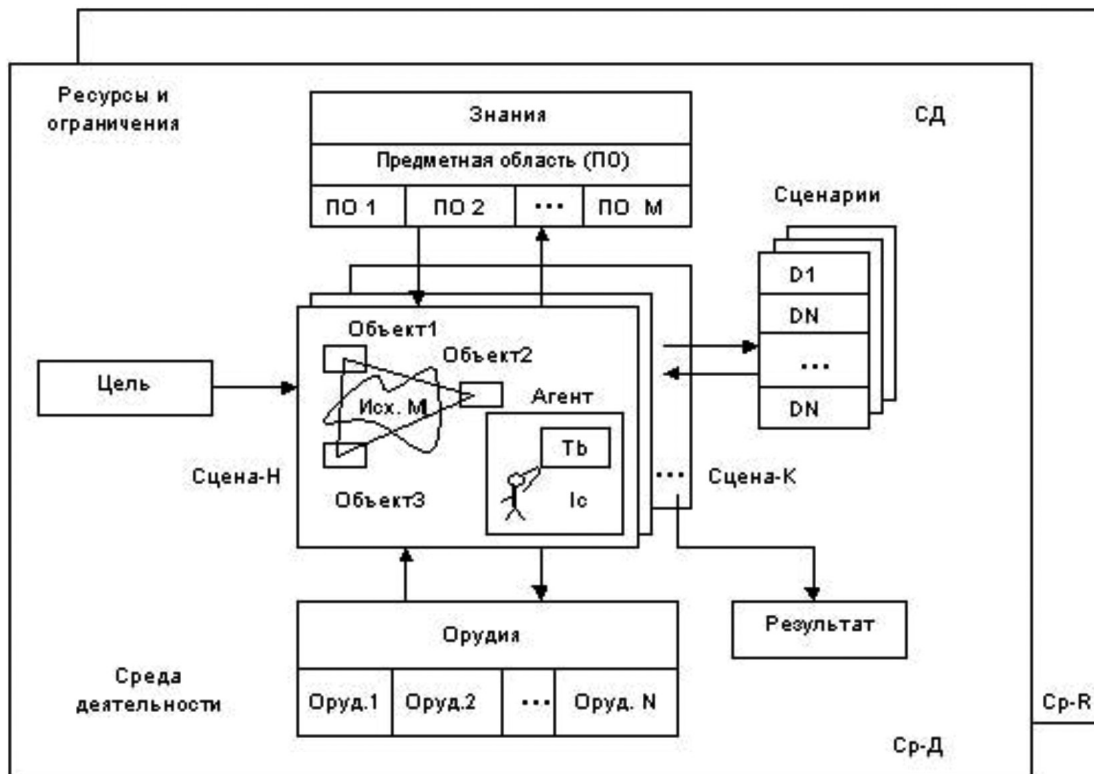 Ресурсы и
ограничения
СД
Знания
Предметная область (ПО)
ПО 1
ПО 2
...
ПО М
Сценарии
D1
DN
...
DN
Цель
Объект1
Объект2
Исх. М
Агент
Tb
Ic
Объект3
Сцена-Н
...
Сцена-К
Орудия
Оруд.1
Оруд.2
...
Оруд. N
Результат
Среда
деятельности
Ср-Д
Ср-R